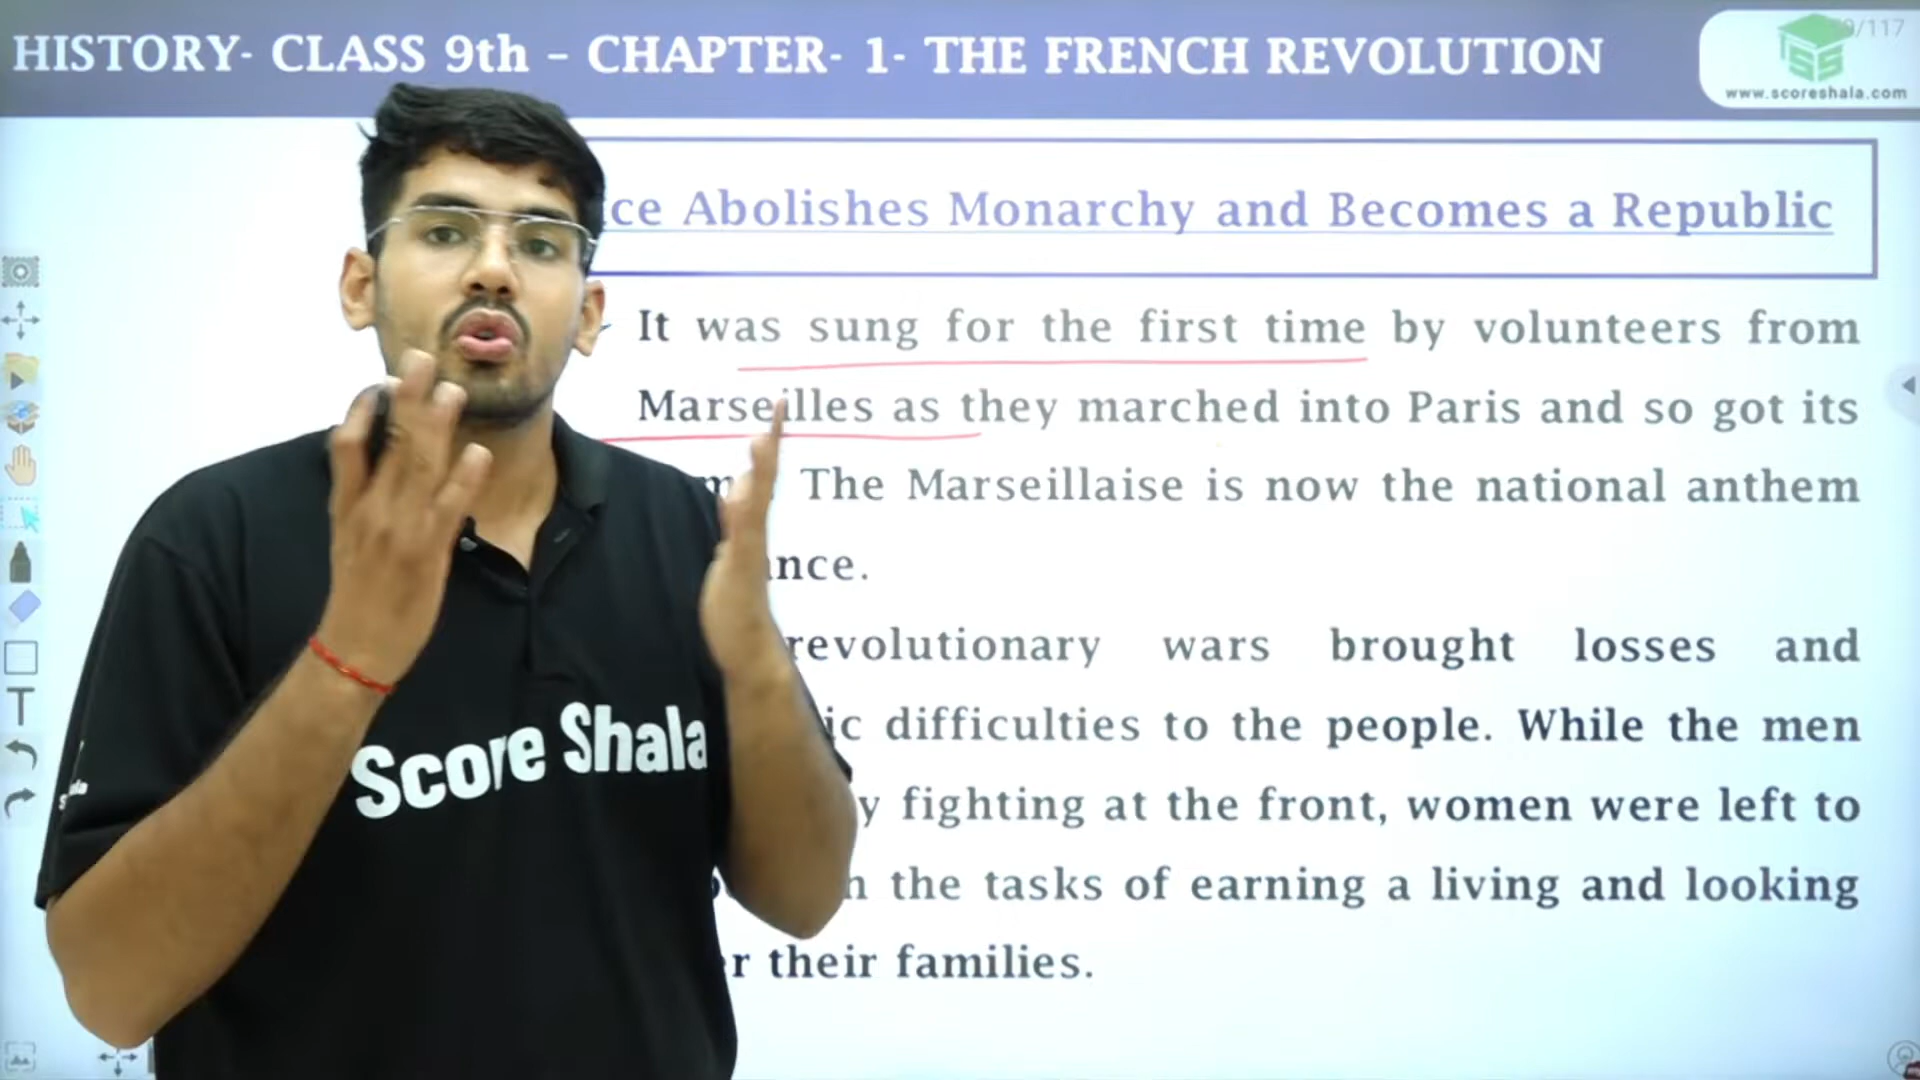 HISTORY- CLASS 9th – CHAPTER- 1- THE FRENCH REVOLUTION
/117
SS
www.scoreshala.com
ce Abolishes Monarchy and Becomes a Republic
It was sung for the first time by volunteers from
Marseilles as they marched into Paris and so got its
The Marseillaise is now the national anthem
nce.
revolutionary wars brought losses and
ic difficulties to the people. While the men
y fighting at the front, women were left to
the tasks of earning a living and looking
r their families.
T
Score Shala